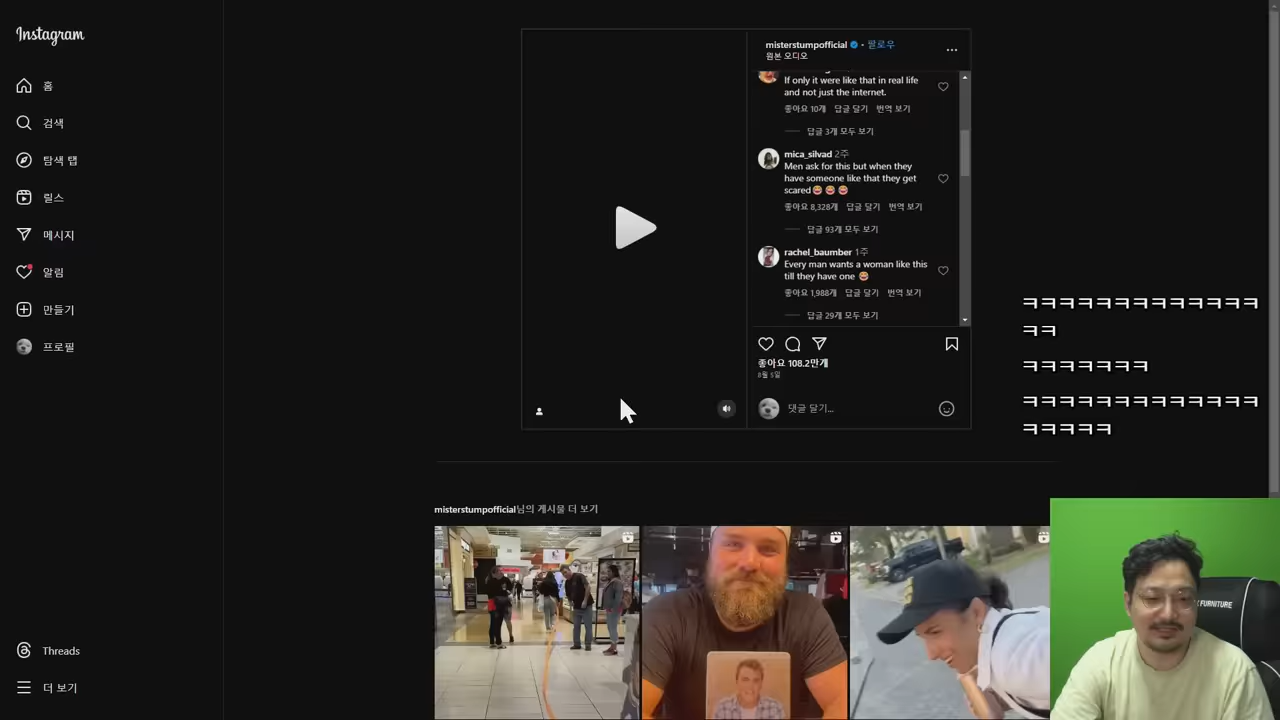 Instagram
홈
검색
탐색 탭
릴스
메시지
알림
만들기
프로필
Threads
더 보기
misterstumpofficial • 팔로우
원본 오디오
If only it were like that in real life
and not just the internet.
좋아요 10개 답글 달기 번역 보기
답글 3개 모두 보기
mica_silvad 2주
Men ask for this but when they
have someone like that they get
scared😂😂😂
좋아요 8,328개 답글 달기 번역 보기
답글 93개 모두 보기
rachel_baumber 1주
Every man wants a woman like this
till they have one 😂
좋아요 1,988개 답글 달기 번역 보기
답글 29개 모두 보기
좋아요 108.2만개
8월 5일
댓글 달기...
ㅋㅋㅋㅋㅋㅋㅋㅋㅋㅋㅋㅋㅋ
ㅋㅋ
ㅋㅋㅋㅋㅋㅋㅋ
ㅋㅋㅋㅋㅋㅋㅋㅋㅋㅋㅋㅋㅋ
ㅋㅋㅋㅋㅋ
misterstumpofficial님의 게시물 더 보기
FURNITURE